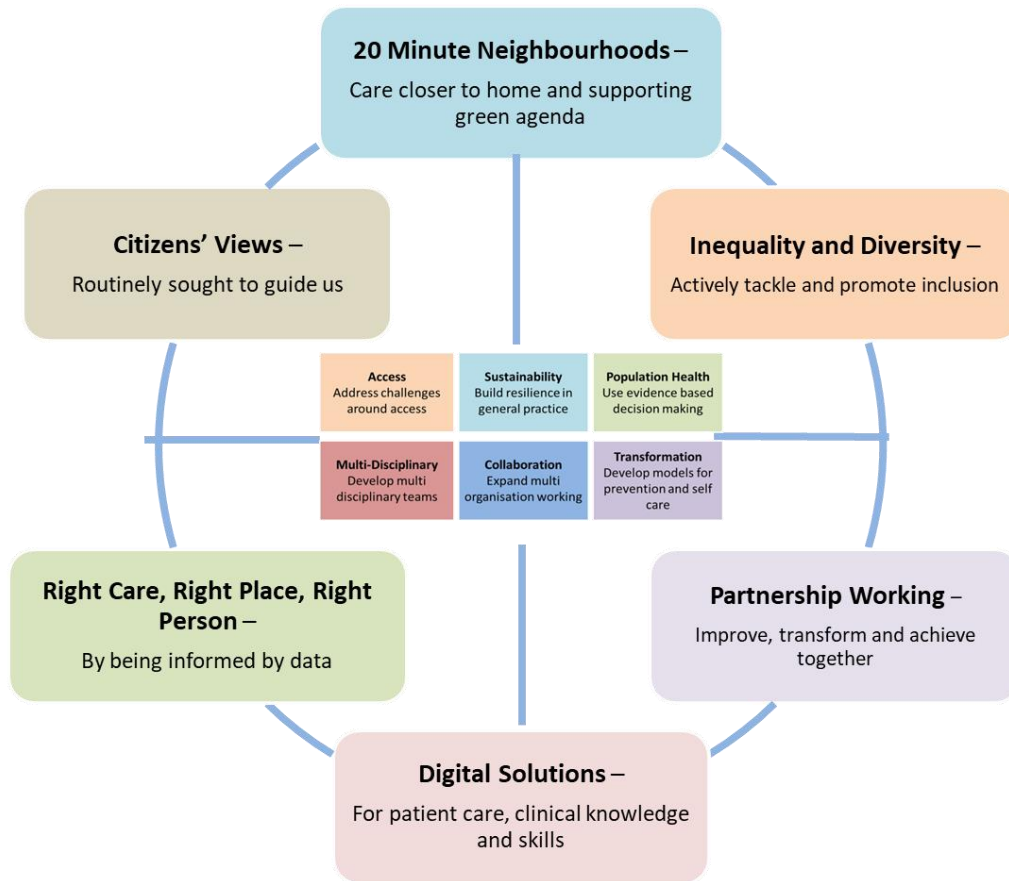 20 Minute Neighbourhoods –
Care closer to home and supporting
green agenda
Citizens’ Views –
Routinely sought to guide us
Inequality and Diversity –
Actively tackle and promote inclusion
Access
Address challenges
around access
Sustainability
Build resilience in
general practice
Population Health
Use evidence based
decision making
Multi-Disciplinary
Develop multi
disciplinary teams
Collaboration
Expand multi
organisation working
Transformation
Develop models for
prevention and self
care
Right Care, Right Place, Right
Person –
By being informed by data
Partnership Working –
Improve, transform and achieve
together
Digital Solutions –
For patient care, clinical knowledge
and skills